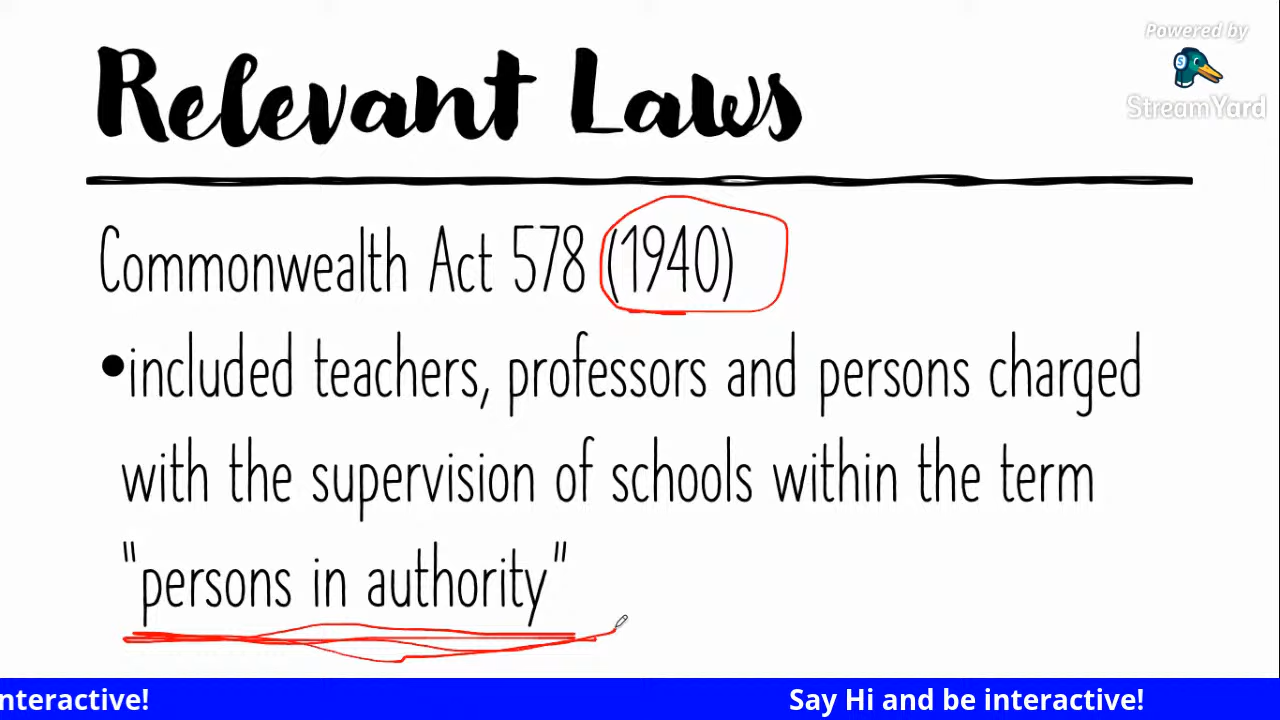 Powered by
StreamYard
Relevant Laws
Commonwealth Act 578 (1940)
•included teachers, professors and persons charged
with the supervision of schools within the term
"persons in authority"
nteractive!
Say Hi and be interactive!